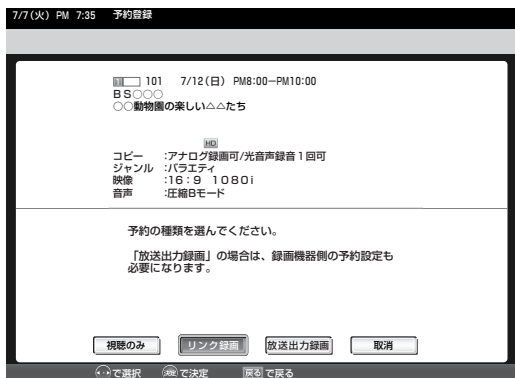 7/7(火) PM 7:35 予約登録
101 7/12(日) PM8:00−PM10:00
BS○○○
○○動物園の楽しい△△たち
HD
コピー :アナログ録画可/光音声録音1回可
ジャンル :バラエティ
映像 :16:9 1080i
音声 :圧縮Bモード
予約の種類を選んでください。
「放送出力録画」の場合は、録画機器側の予約設定も
必要になります。
視聴のみ リンク録画 放送出力録画 取消
で選択 決定 で決定 戻る で戻る